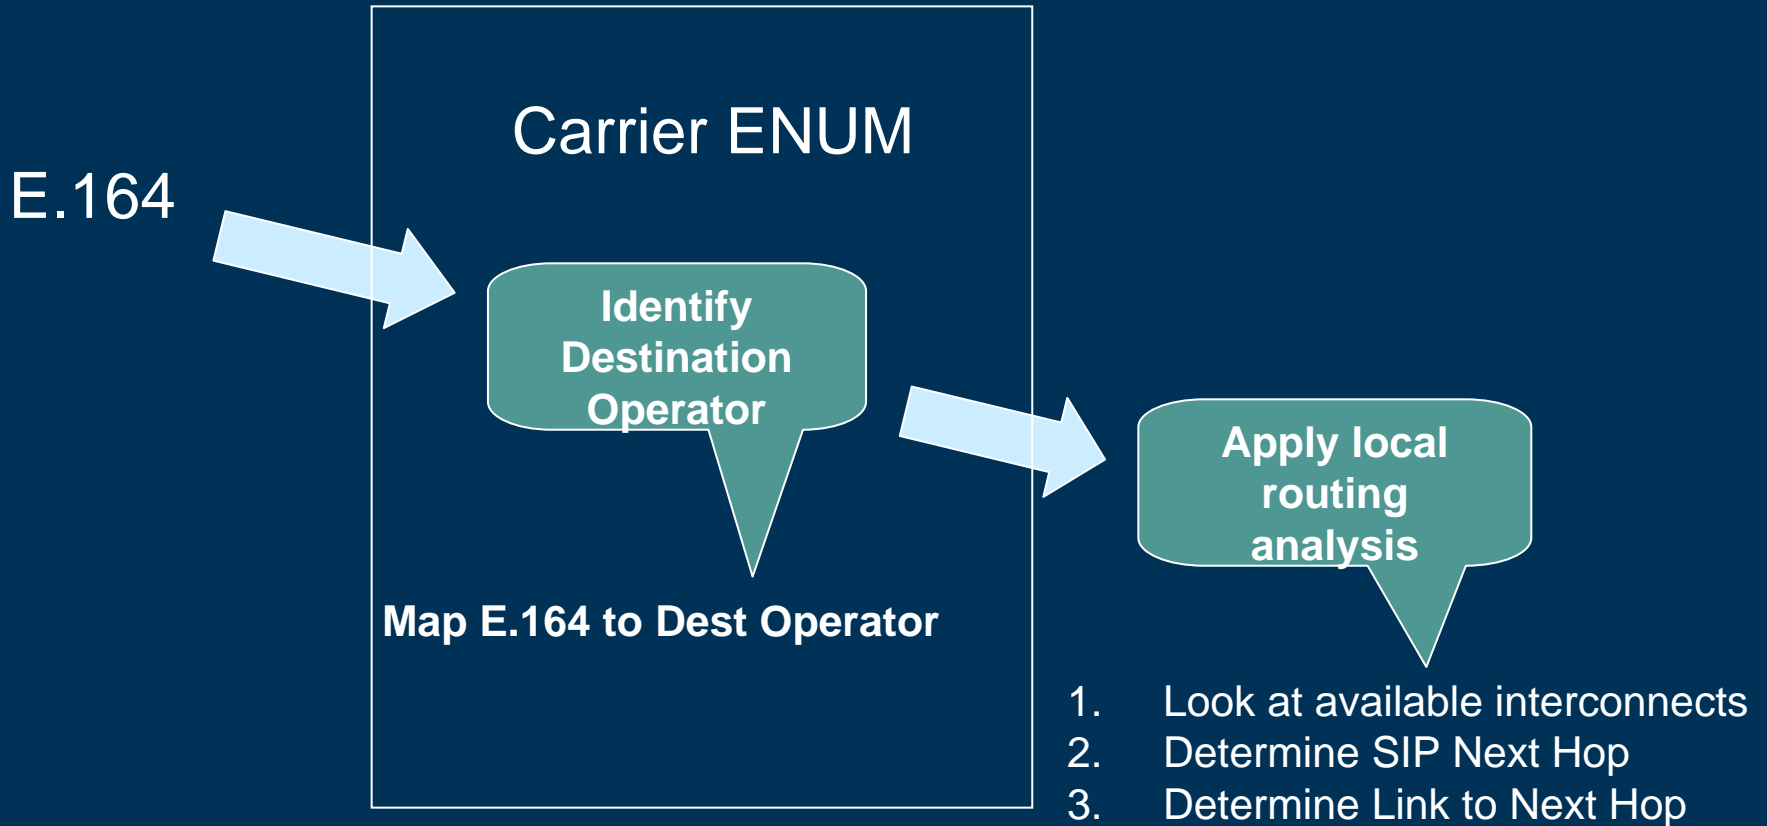 Carrier ENUM
E.164
Identify
Destination
Operator
Map E.164 to Dest Operator
Apply local
routing
analysis
1. Look at available interconnects
2. Determine SIP Next Hop
3. Determine Link to Next Hop